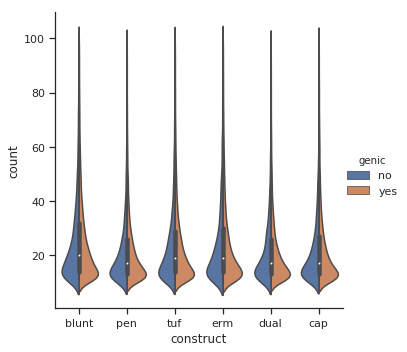 100
80
60
40
20
count
blunt pen tuf erm dual cap
construct
genic
no
yes